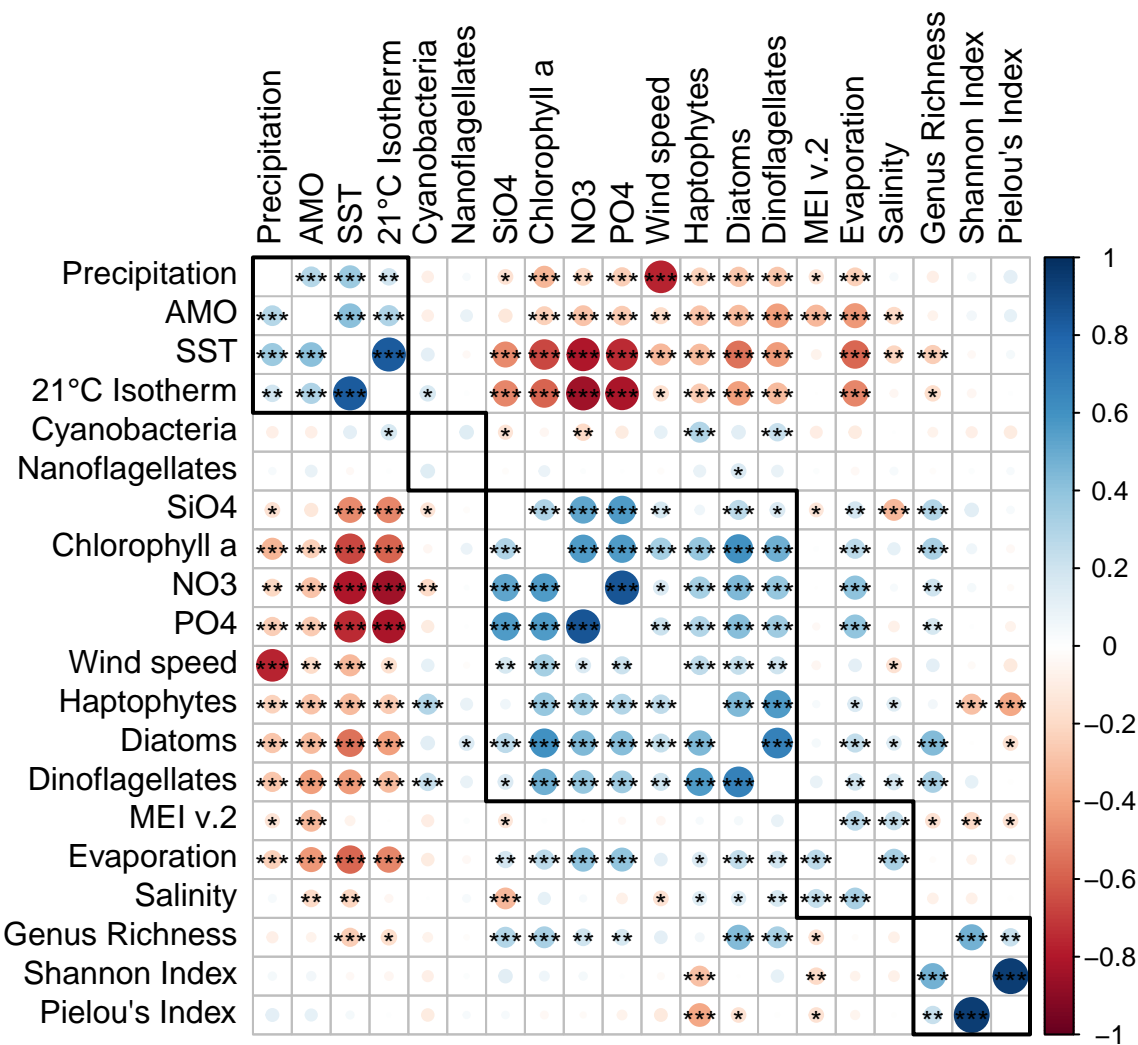 Precipitation
AMO
SST
21°C Isotherm
Cyanobacteria
Nanoflagellates
SiO4
Chlorophyll a
NO3
PO4
Wind speed
Haptophytes
Diatoms
Dinoflagellates
MEI v.2
Evaporation
Salinity
Genus Richness
Shannon Index
Pielou's Index
Precipitation *** *** ** * *** ** *** *** *** *** *** * ***
AMO *** *** *** *** *** *** ** *** *** *** *** *** **
SST *** *** *** *** *** *** *** *** *** *** *** *** ** ***
21°C Isotherm ** *** *** * *** *** *** *** * *** *** *** *** *
Cyanobacteria * * ** *** ***
Nanoflagellates *
SiO4 * *** *** * *** *** *** ** *** * * ** *** ***
Chlorophyll a *** *** *** *** *** *** *** *** *** *** *** *** ***
NO3 ** *** *** *** ** *** *** *** * *** *** *** *** **
PO4 *** *** *** *** *** *** *** ** *** *** *** *** **
Wind speed *** ** *** * ** *** * ** *** *** ** *
Haptophytes *** *** *** *** *** *** *** *** *** *** *** * * *** ***
Diatoms *** *** *** *** * *** *** *** *** *** *** *** *** * *** *
Dinoflagellates *** *** *** *** *** * *** *** *** ** *** *** ** ** ***
MEI v.2 * *** * *** *** * ** *
Evaporation *** *** *** *** ** *** *** *** * *** ** *** ***
Salinity ** ** *** * * * ** *** ***
Genus Richness *** * *** *** ** ** *** *** * *** **
Shannon Index *** ** *** ***
Pielou's Index *** * * ** ***
1
0.8
0.6
0.4
0.2
0
−0.2
−0.4
−0.6
−0.8
−1